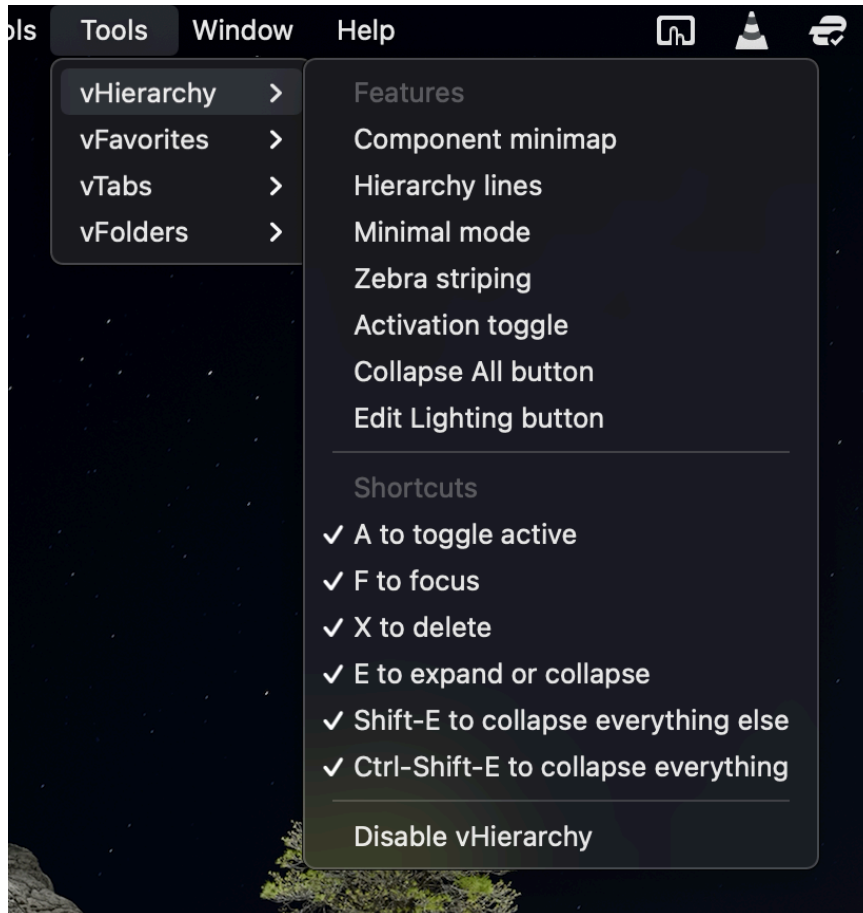 ols Tools Window Help
vHierarchy
vFavorites
vTabs
vFolders
Features
Component minimap
Hierarchy lines
Minimal mode
Zebra striping
Activation toggle
Collapse All button
Edit Lighting button
Shortcuts
A to toggle active
F to focus
X to delete
E to expand or collapse
Shift-E to collapse everything else
Ctrl-Shift-E to collapse everything
Disable vHierarchy